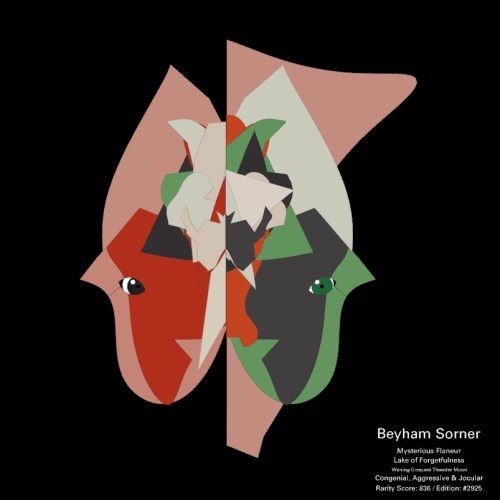 Beyham Sorner
Mysterious Flaneur
Lake of Forgetfulness
Waning Crescent Thunder Moon
Congenial, Aggressive & Jocular
Rarity Score: 836 / Edition: #2925